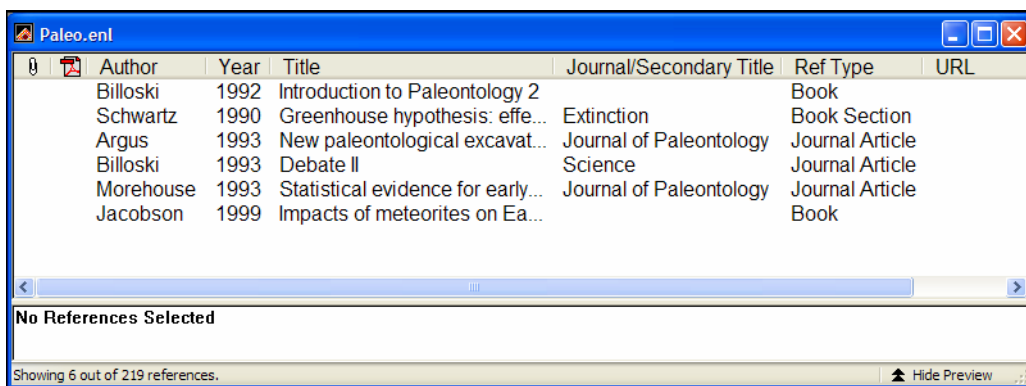 Paleo.enl
Author Year Title Journal/Secondary Title Ref Type URL
Billoski 1992 Introduction to Paleontology 2 Book
Schwartz 1990 Greenhouse hypothesis: effe... Extinction Book Section
Argus 1993 New paleontological excavat... Journal of Paleontology Journal Article
Billoski 1993 Debate II Science Journal Article
Morehouse 1993 Statistical evidence for early... Journal of Paleontology Journal Article
Jacobson 1999 Impacts of meteorites on Ea... Book
No References Selected
Showing 6 out of 219 references. Hide Preview